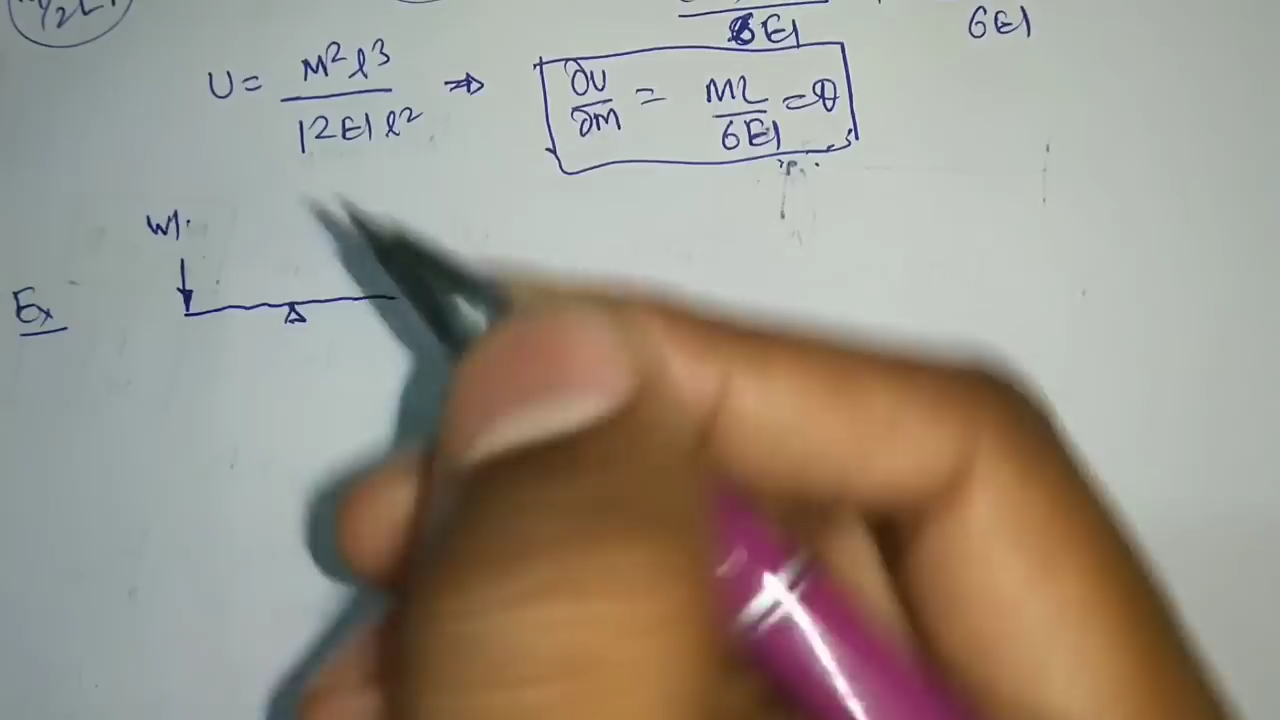 6EI 6EI
U = M²l³ / 12EIl² ⇒ ∂U/∂m = Ml/6EI = θ
W/.
Ex